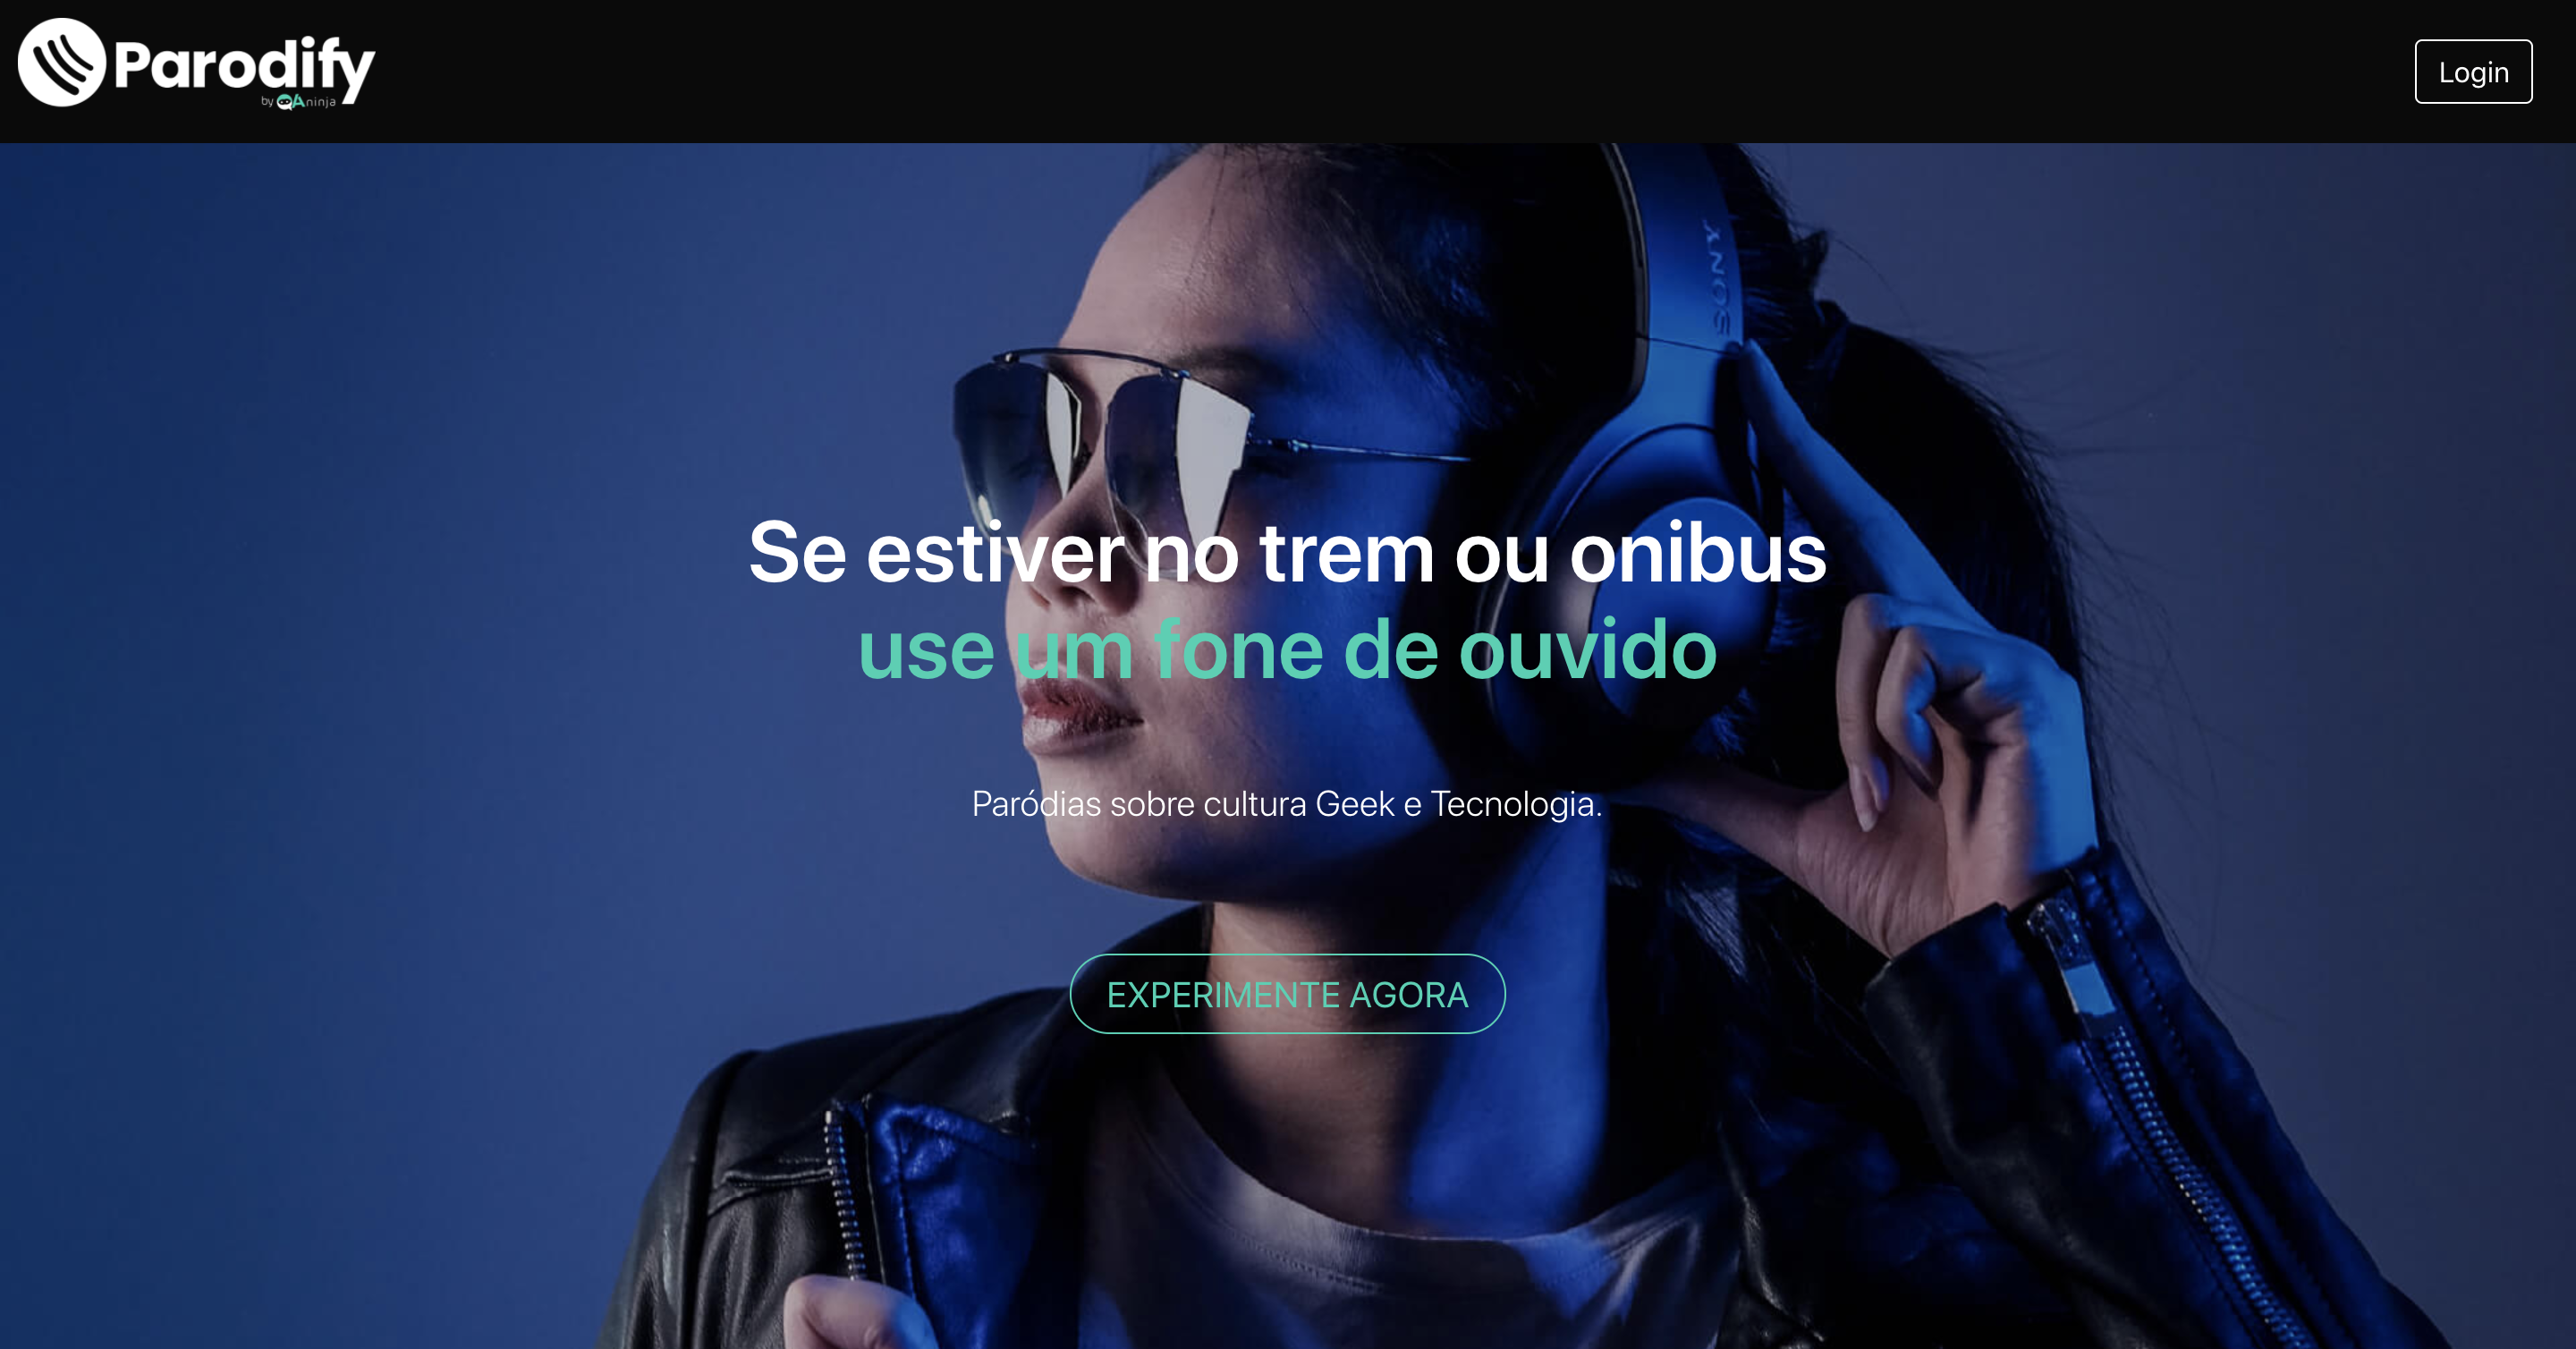 Parodify
by QAninja
Login
SONY
Se estiver no trem ou onibus
use um fone de ouvido
Paródias sobre cultura Geek e Tecnologia.
EXPERIMENTE AGORA